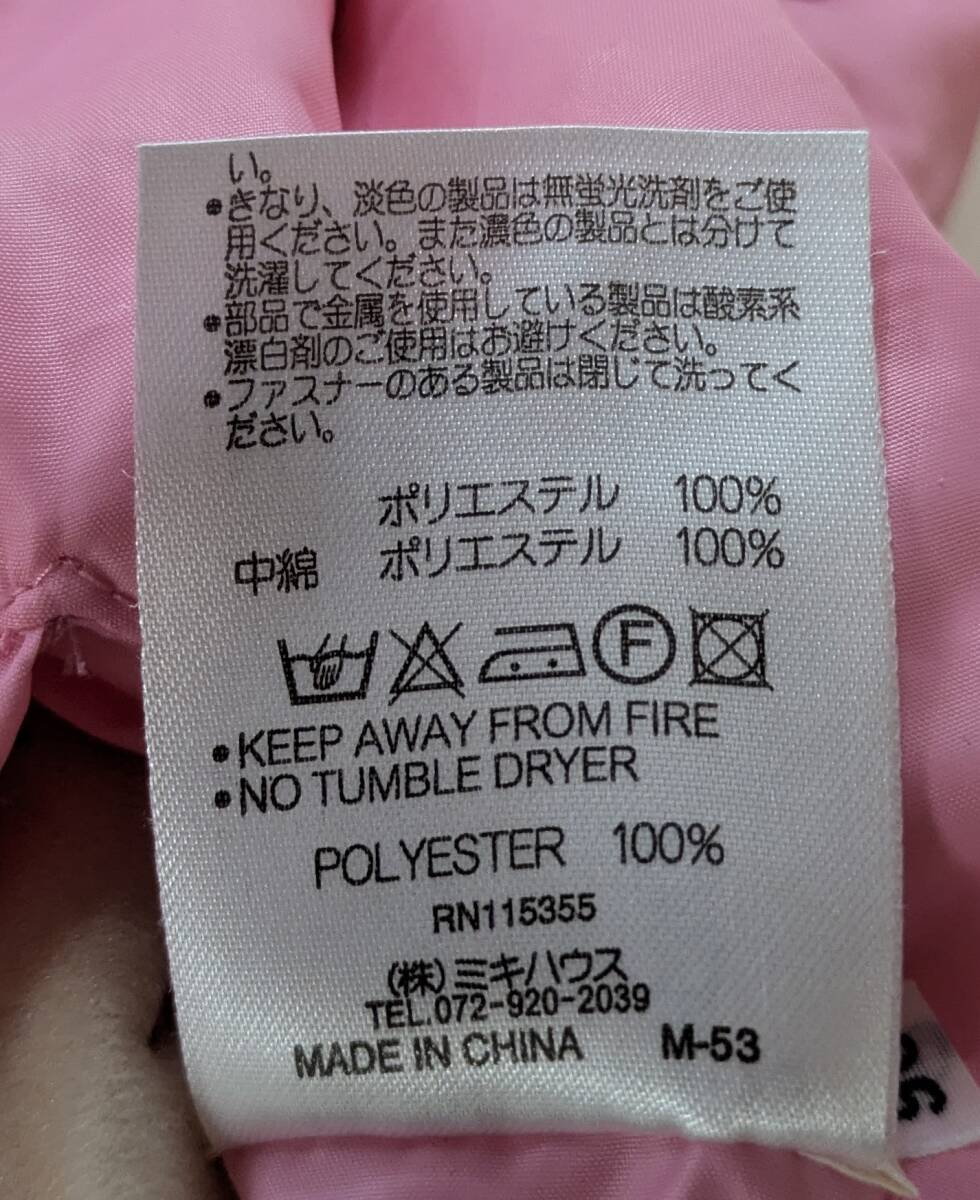 い。
●きなり、淡色の製品は無蛍光洗剤をご使
用ください。また濃色の製品とは分けて
洗濯してください。
●部品で金属を使用している製品は酸素系
漂白剤のご使用はお避けください。
●ファスナーのある製品は閉じて洗ってく
ださい。
ポリエステル 100%
中綿 ポリエステル 100%
F
●KEEP AWAY FROM FIRE
●NO TUMBLE DRYER
POLYESTER 100%
RN115355
(株)ミキハウス
TEL.072-920-2039
MADE IN CHINA M-53